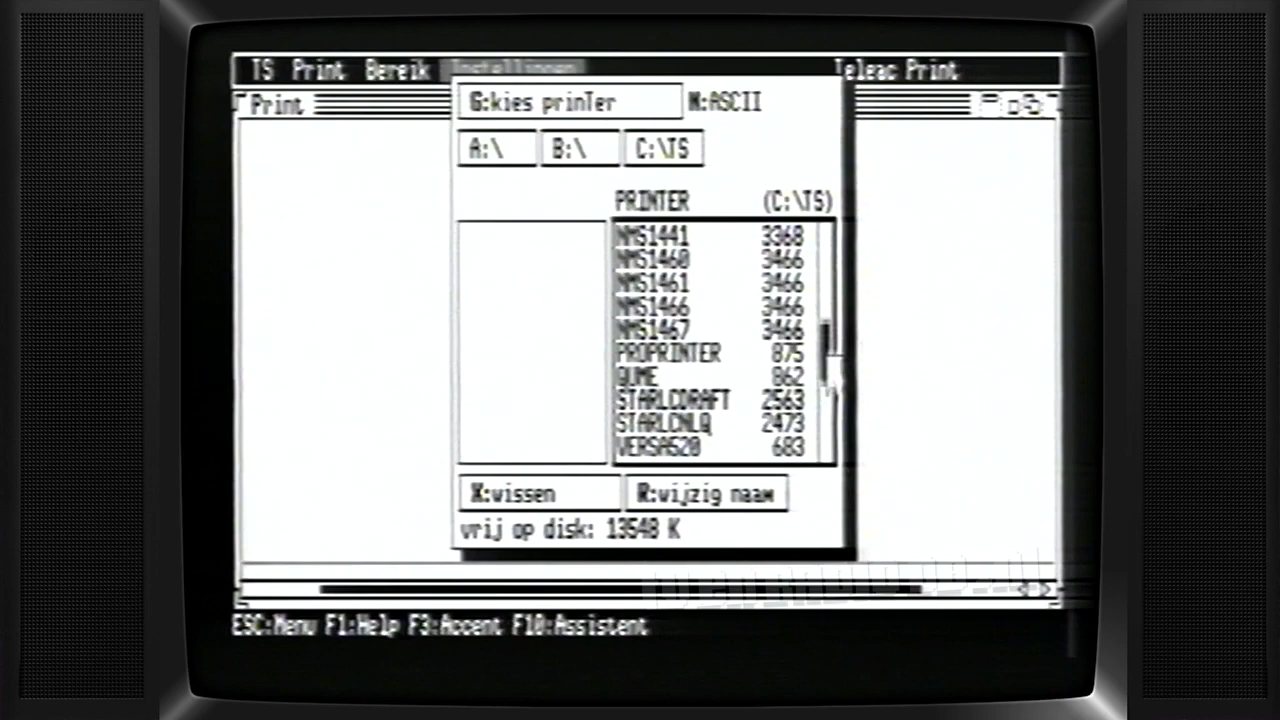 TS Print Bereik Instellingen Teleac Print
Print
G:kies prinTer N:ASCII
A:\ B:\ C:\TS
PRINTER (C:\TS)
NMS1441 3368
NMS1460 3466
NMS1461 3466
NMS1466 3466
NMS1467 3466
PROPRINTER 875
QUME 862
STARLCDRAFT 2563
STARLCNLQ 2473
VERSA520 683
X:wissen R:wijzig naam
vrij op disk: 13548 K
ESC:Menu F1:Help F3:Accent F10:Assistent